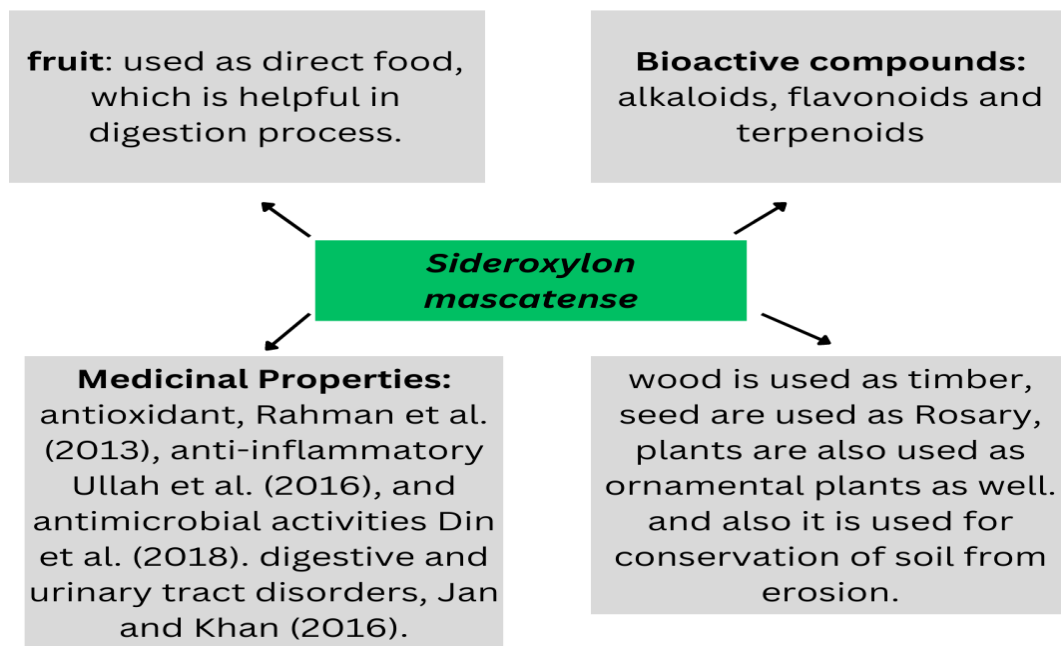 fruit: used as direct food,
which is helpful in
digestion process.
Bioactive compounds:
alkaloids, flavonoids and
terpenoids
Sideroxylon
mascatense
Medicinal Properties:
antioxidant, Rahman et al.
(2013), anti-inflammatory
Ullah et al. (2016), and
antimicrobial activities Din
et al. (2018). digestive and
urinary tract disorders, Jan
and Khan (2016).
wood is used as timber,
seed are used as Rosary,
plants are also used as
ornamental plants as well.
and also it is used for
conservation of soil from
erosion.